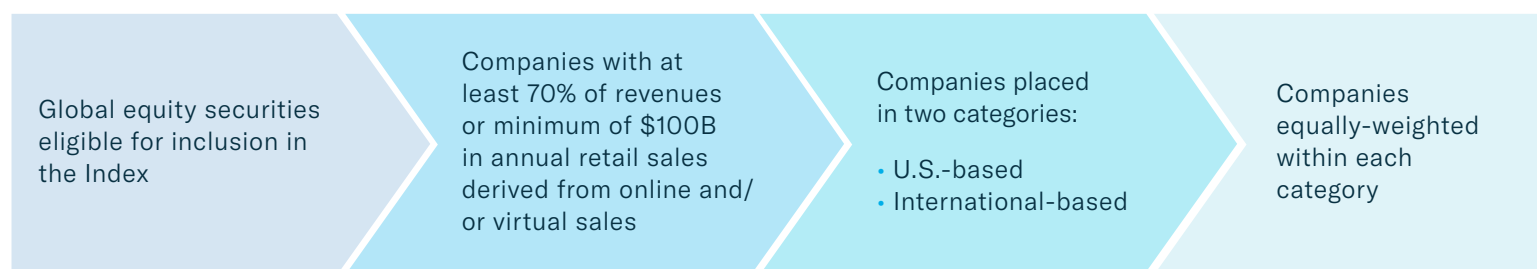 Global equity securities
eligible for inclusion in
the Index
Companies with at
least 70% of revenues
or minimum of $100B
in annual retail sales
derived from online and/
or virtual sales
Companies placed
in two categories:
• U.S.-based
• International-based
Companies
equally-weighted
within each
category